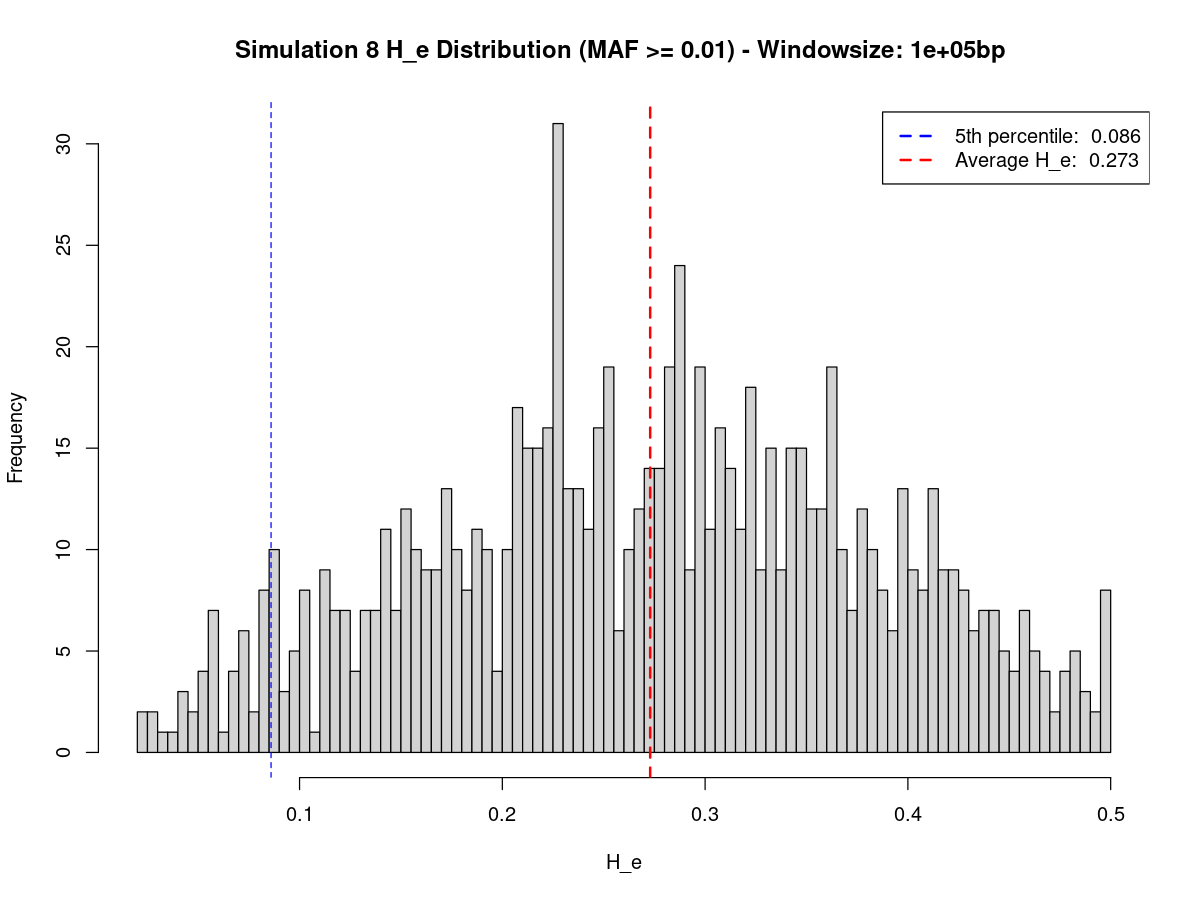 Simulation 8 H_e Distribution (MAF >= 0.01) - Windowsize: 1e+05bp
5th percentile:  0.086
Average H_e:  0.273
Frequency
30
25
20
15
10
5
0
0.1 0.2 0.3 0.4 0.5
H_e